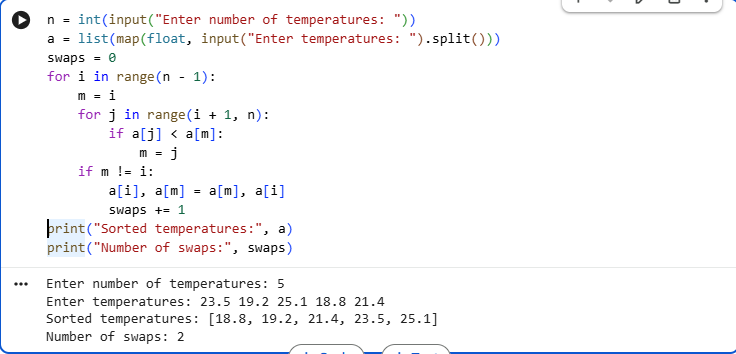 n = int(input("Enter number of temperatures: "))
a = list(map(float, input("Enter temperatures: ").split()))
swaps = 0
for i in range(n - 1):
    m = i
    for j in range(i + 1, n):
        if a[j] < a[m]:
            m = j
    if m != i:
        a[i], a[m] = a[m], a[i]
        swaps += 1
print("Sorted temperatures:", a)
print("Number of swaps:", swaps)
Enter number of temperatures: 5
Enter temperatures: 23.5 19.2 25.1 18.8 21.4
Sorted temperatures: [18.8, 19.2, 21.4, 23.5, 25.1]
Number of swaps: 2